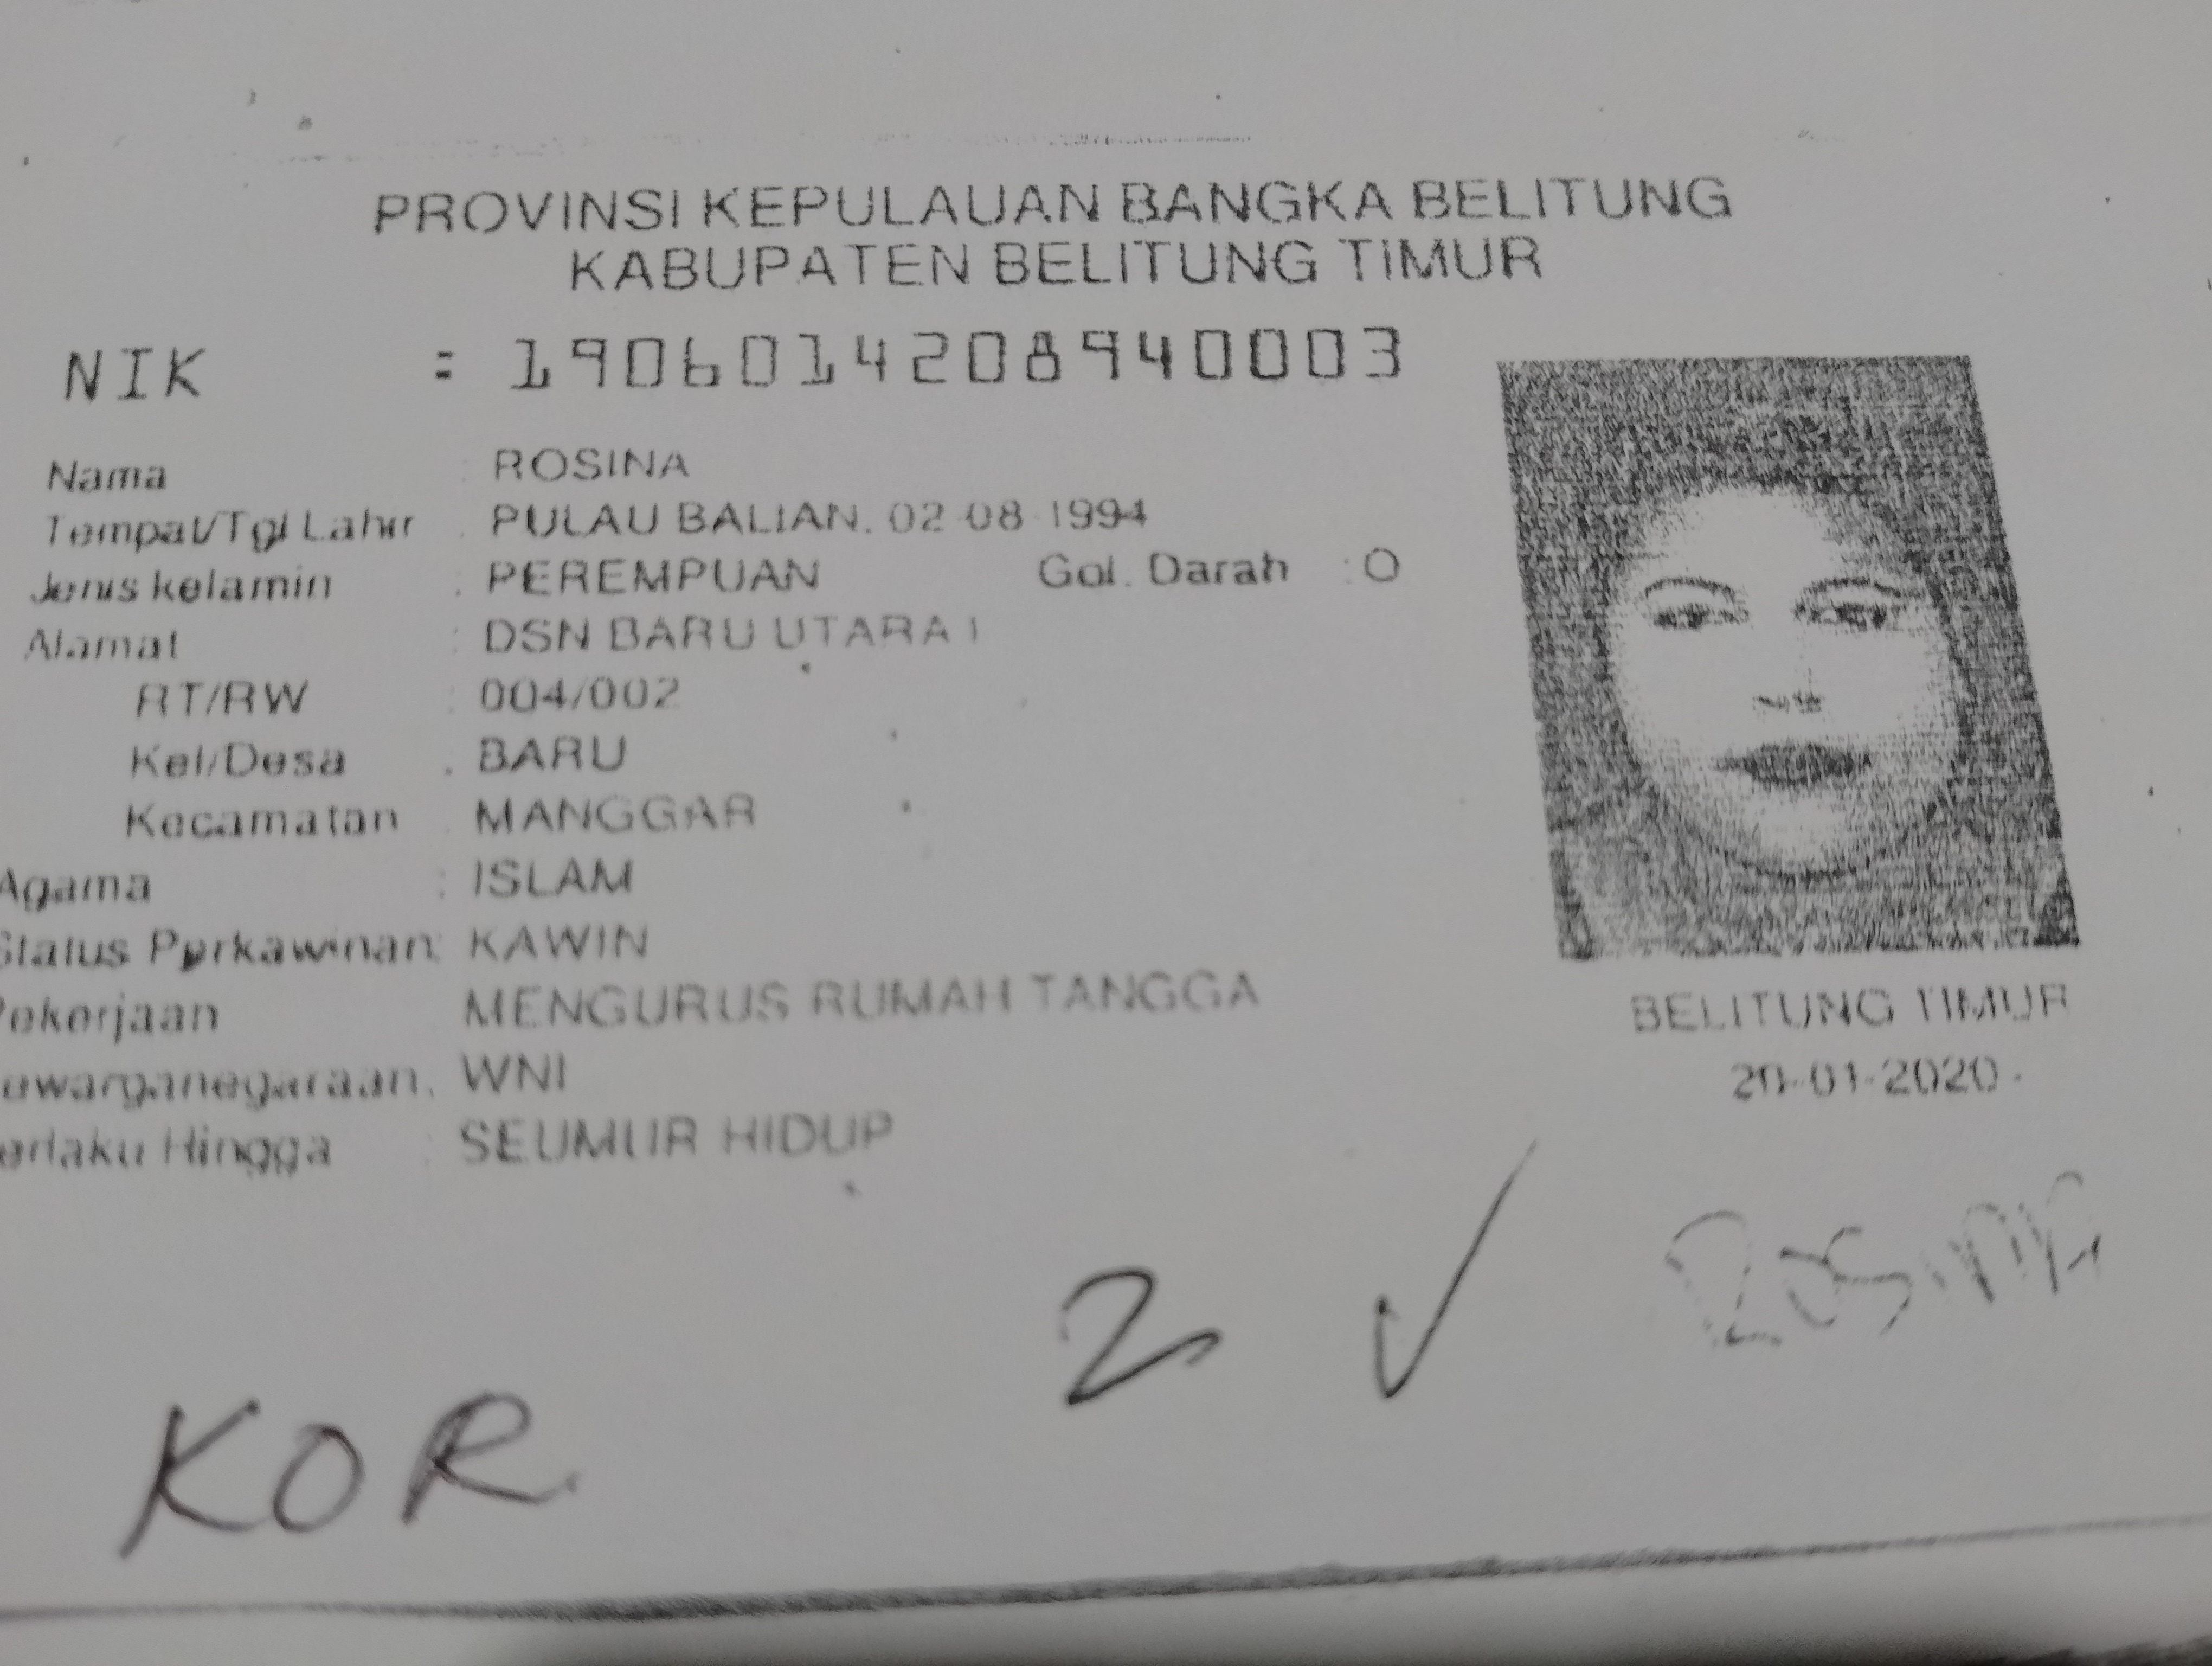 PROVINSI KEPULAUAN BANGKA BELITUNG
KABUPATEN BELITUNG TIMUR
NIK : 1906014208940003
Nama : ROSINA
Tempat/Tgl Lahir : PULAU BALIAN, 02-08-1994
Jenis kelamin : PEREMPUAN Gol. Darah : O
Alamat : DSN BARU UTARA I
RT/RW : 004/002
Kel/Desa : BARU
Kecamatan : MANGGAR
Agama : ISLAM
Status Perkawinan: KAWIN
Pekerjaan MENGURUS RUMAH TANGGA
ewarganegaraan: WNI
erlaku Hingga : SEUMUR HIDUP
BELITUNG TIMUR
20-01-2020
Rosina
2 ✓
KOR